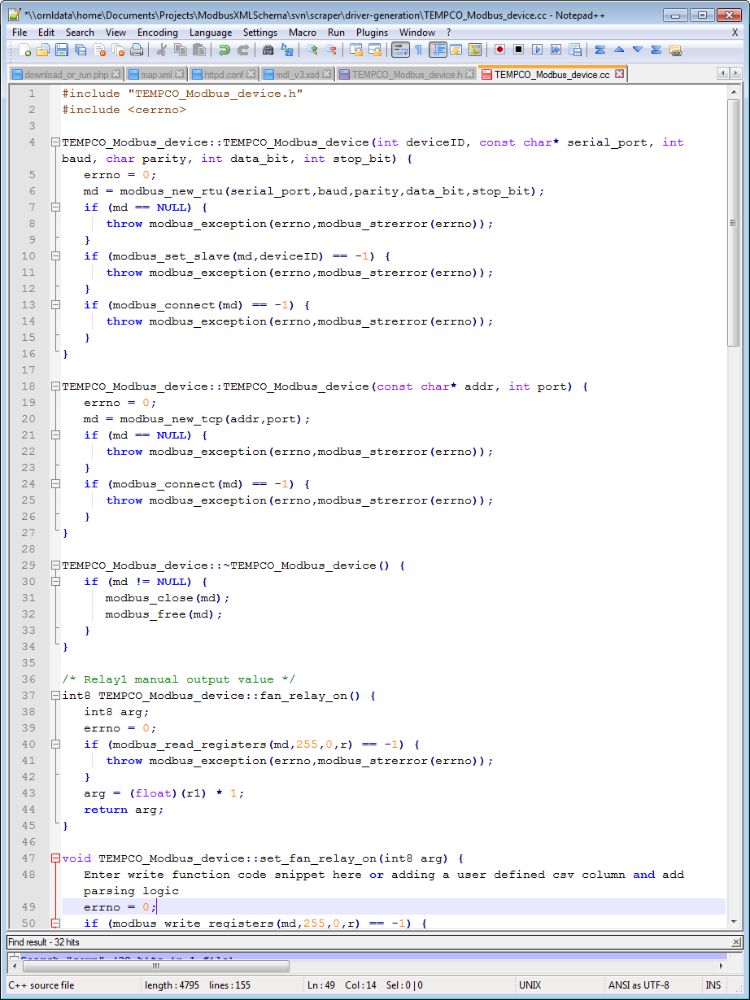 *\\ornldata\home\Documents\Projects\ModbusXMLSchema\svn\scraper\driver-generation\TEMPCO_Modbus_device.cc - Notepad++
File Edit Search View Encoding Language Settings Macro Run Plugins Window ? X
download_or_run.php map.xml httpd.conf mdl_v3.xsd TEMPCO_Modbus_device.h TEMPCO_Modbus_device.cc
1 #include "TEMPCO_Modbus_device.h"
2 #include <cerrno>
3
4 TEMPCO_Modbus_device::TEMPCO_Modbus_device(int deviceID, const char* serial_port, int
baud, char parity, int data_bit, int stop_bit) {
5 errno = 0;
6 md = modbus_new_rtu(serial_port,baud,parity,data_bit,stop_bit);
7 if (md == NULL) {
8 throw modbus_exception(errno,modbus_strerror(errno));
9 }
10 if (modbus_set_slave(md,deviceID) == -1) {
11 throw modbus_exception(errno,modbus_strerror(errno));
12 }
13 if (modbus_connect(md) == -1) {
14 throw modbus_exception(errno,modbus_strerror(errno));
15 }
16 }
17
18 TEMPCO_Modbus_device::TEMPCO_Modbus_device(const char* addr, int port) {
19 errno = 0;
20 md = modbus_new_tcp(addr,port);
21 if (md == NULL) {
22 throw modbus_exception(errno,modbus_strerror(errno));
23 }
24 if (modbus_connect(md) == -1) {
25 throw modbus_exception(errno,modbus_strerror(errno));
26 }
27 }
28
29 TEMPCO_Modbus_device::~TEMPCO_Modbus_device() {
30 if (md != NULL) {
31 modbus_close(md);
32 modbus_free(md);
33 }
34 }
35
36 /* Relay1 manual output value */
37 int8 TEMPCO_Modbus_device::fan_relay_on() {
38 int8 arg;
39 errno = 0;
40 if (modbus_read_registers(md,255,0,r) == -1) {
41 throw modbus_exception(errno,modbus_strerror(errno));
42 }
43 arg = (float)(r1) * 1;
44 return arg;
45 }
46
47 void TEMPCO_Modbus_device::set_fan_relay_on(int8 arg) {
48 Enter write function code snippet here or adding a user defined csv column and add
parsing logic
49 errno = 0;
50 if (modbus_write_registers(md,255,0,r) == -1) {
Find result - 32 hits
C++ source file length : 4795 lines : 155 Ln : 49 Col : 14 Sel : 0 | 0 UNIX ANSI as UTF-8 INS